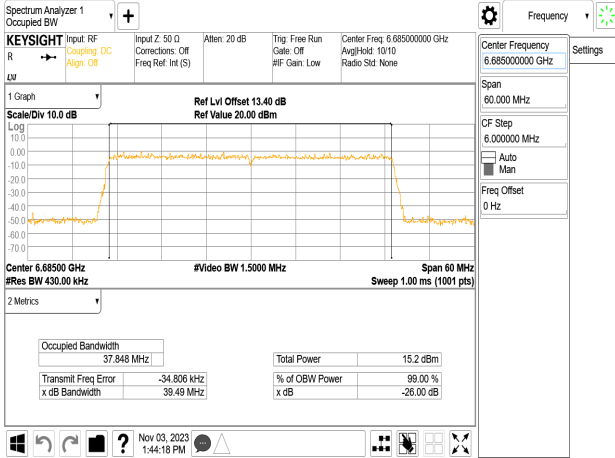 Spectrum Analyzer 1
Occupied BW
Frequency
KEYSIGHT
R
Input: RF
Coupling: DC
Align: Off
Input Z: 50 Ω
Corrections: Off
Freq Ref: Int (S)
Atten: 20 dB
Trig: Free Run
Gate: Off
#IF Gain: Low
Center Freq: 6.685000000 GHz
Avg|Hold: 10/10
Radio Std: None
Center Frequency
6.685000000 GHz
Settings
Span
60.000 MHz
CF Step
6.000000 MHz
Auto
Man
Freq Offset
0 Hz
1 Graph
Scale/Div 10.0 dB
Ref Lvl Offset 13.40 dB
Ref Value 20.00 dBm
Log
10.0
0.00
-10.0
-20.0
-30.0
-40.0
-50.0
-60.0
-70.0
Center 6.68500 GHz
#Res BW 430.00 kHz
#Video BW 1.5000 MHz
Span 60 MHz
Sweep 1.00 ms (1001 pts)
2 Metrics
Occupied Bandwidth
37.848 MHz
Total Power 15.2 dBm
Transmit Freq Error -34.806 kHz
% of OBW Power 99.00 %
x dB Bandwidth 39.49 MHz
x dB -26.00 dB
?
Nov 03, 2023
1:44:18 PM